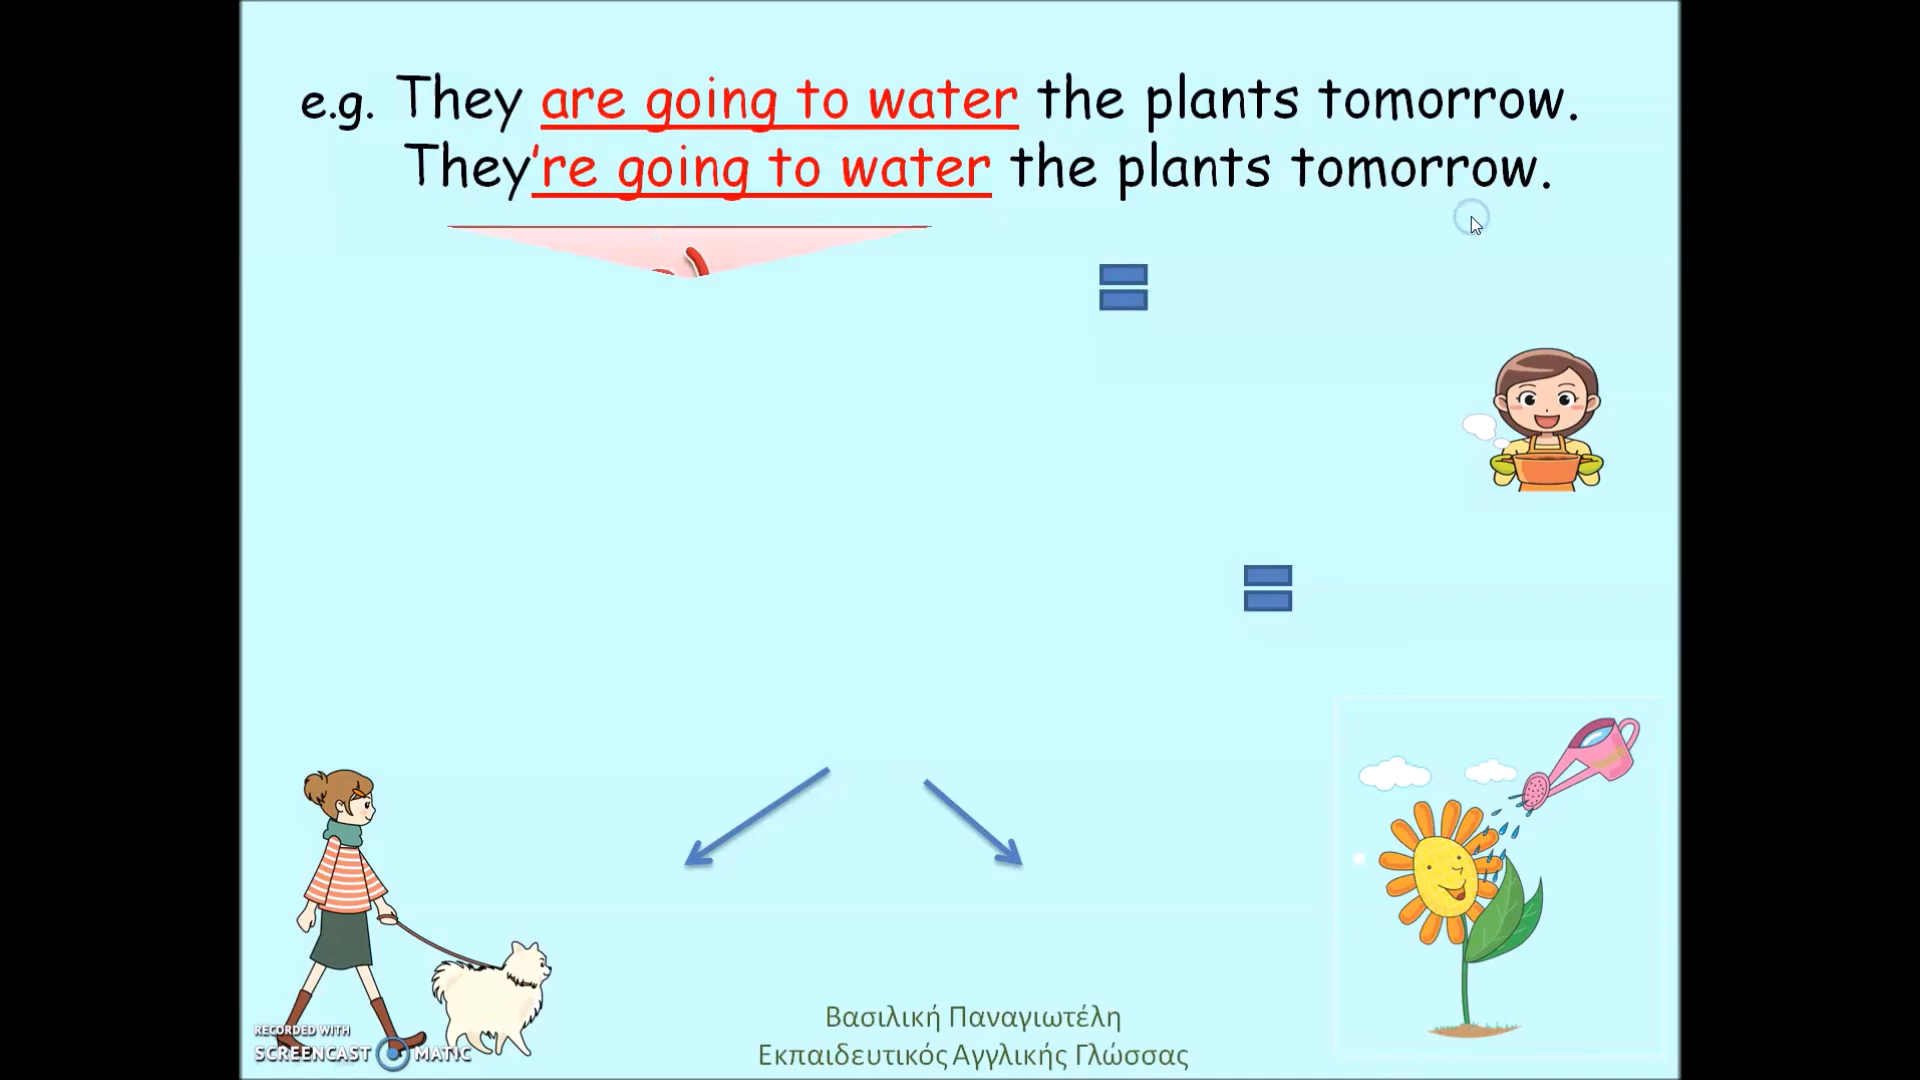 e.g. They are going to water the plants tomorrow.
They're going to water the plants tomorrow.
Βασιλική Παναγιωτέλη
Εκπαιδευτικός Αγγλικής Γλώσσας
RECORDED WITH
SCREENCAST MATIC